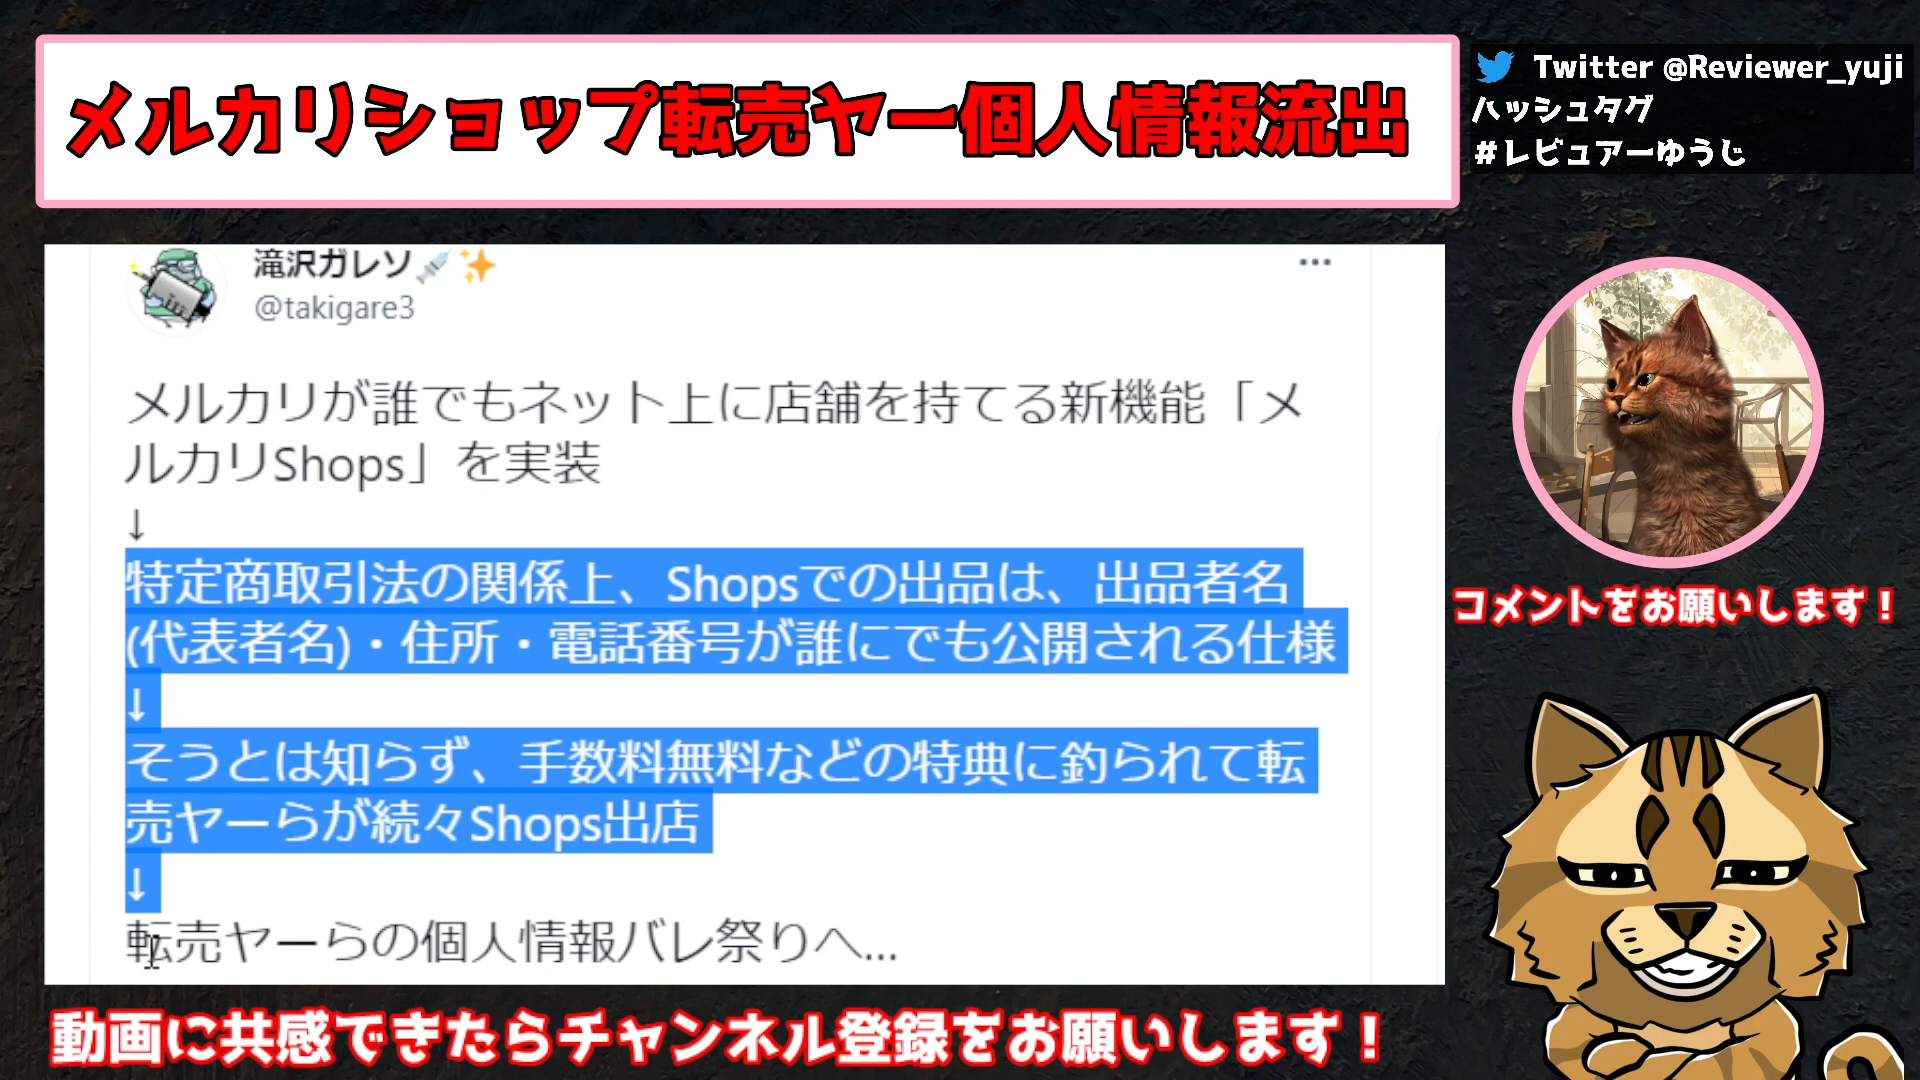 メルカリショップ転売ヤー個人情報流出
Twitter @Reviewer_yuji
ハッシュタグ
#レビュアーゆうじ
滝沢ガレソ
@takigare3
メルカリが誰でもネット上に店舗を持てる新機能「メ
ルカリShops」を実装
↓
特定商取引法の関係上、Shopsでの出品は、出品者名
(代表者名)・住所・電話番号が誰にでも公開される仕様
↓
そうとは知らず、手数料無料などの特典に釣られて転
売ヤーらが続々Shops出店
↓
転売ヤーらの個人情報バレ祭りへ...
コメントをお願いします！
動画に共感できたらチャンネル登録をお願いします！